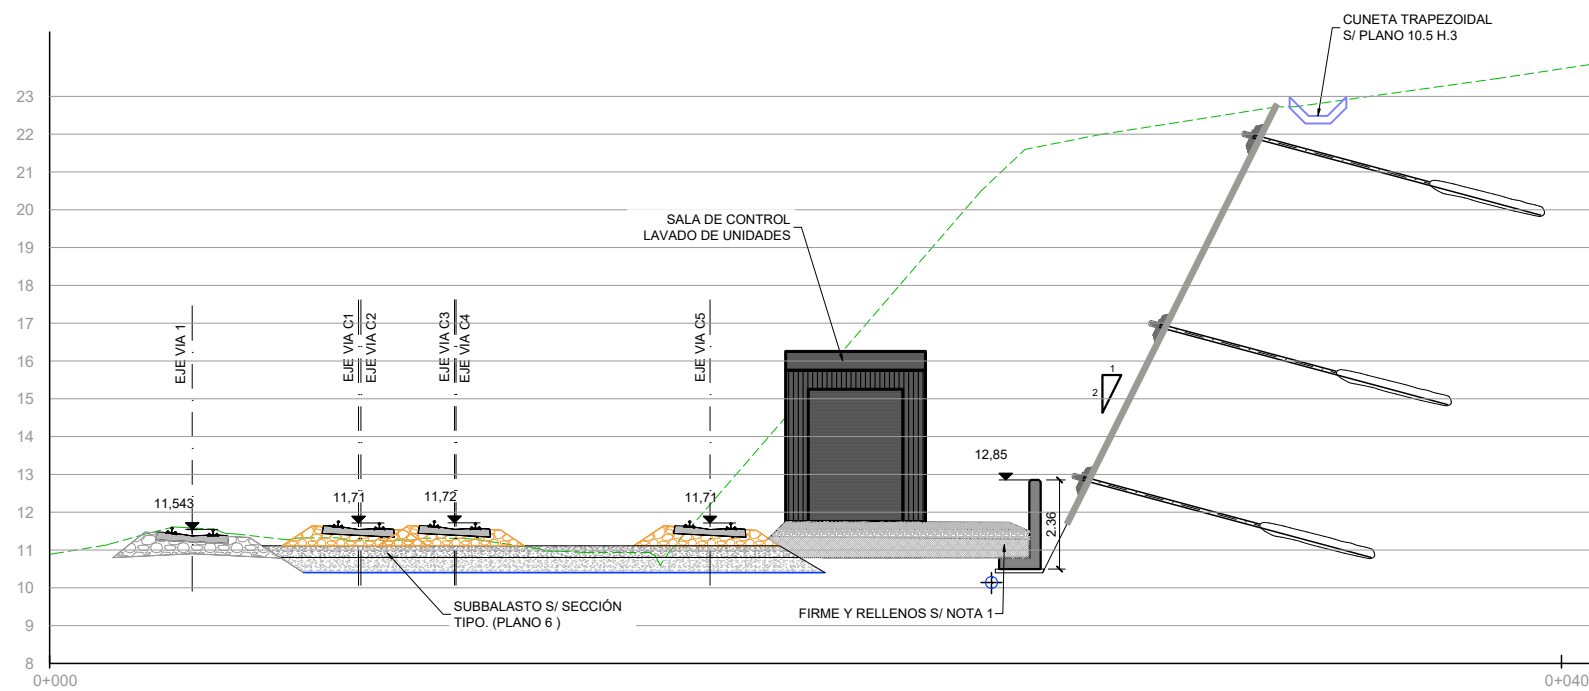 CUNETA TRAPEZOIDAL
S/ PLANO 10.5 H.3
23
22
21
20
19
18
17
16
15
14
13
12
11
10
9
8
SALA DE CONTROL
LAVADO DE UNIDADES
EJE VIA 1
EJE VIA C1
EJE VIA C2
EJE VIA C3
EJE VIA C4
EJE VIA C5
1
2
12,85
11,543
11,71
11,72
11,71
2.36
SUBBALASTO S/ SECCIÓN
TIPO. (PLANO 6 )
FIRME Y RELLENOS S/ NOTA 1
0+000
0+040